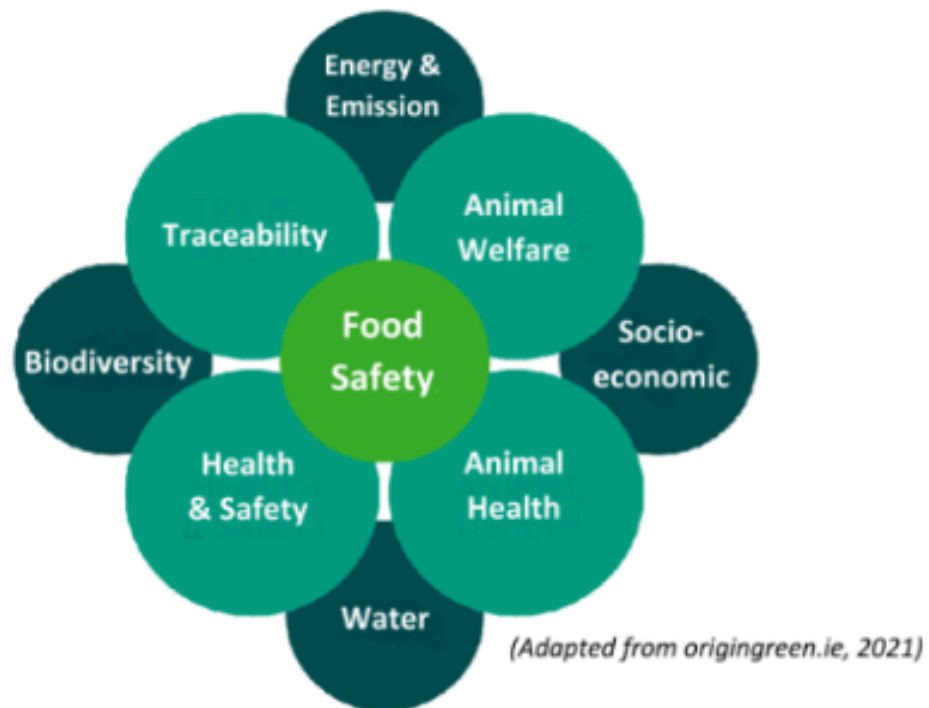 Energy &
Emission
Traceability
Animal
Welfare
Biodiversity
Food
Safety
Socio-
economic
Health
& Safety
Animal
Health
Water
(Adapted from origingreen.ie, 2021)